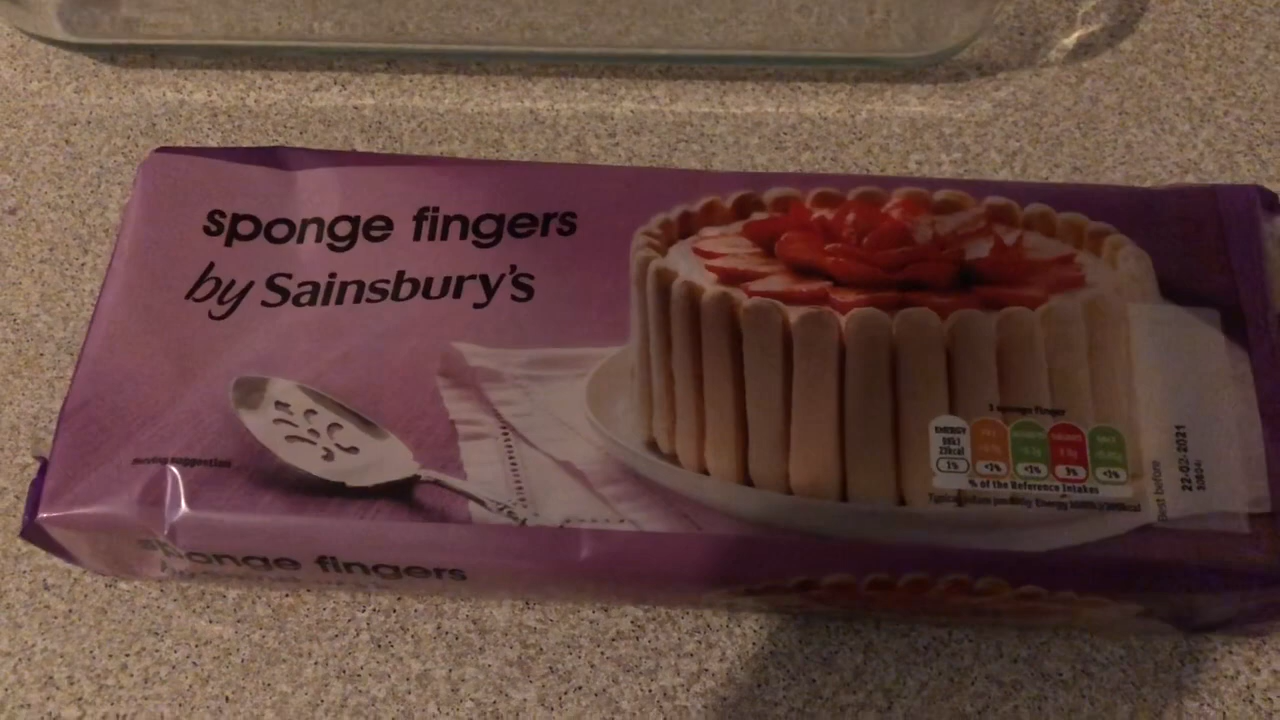 sponge fingers
by Sainsbury's
serving suggestion
1 sponge finger
ENERGY
23kcal
1%
<1%
<1%
3%
<1%
% of the Reference Intakes
Best before
22-02-2021
sponge fingers